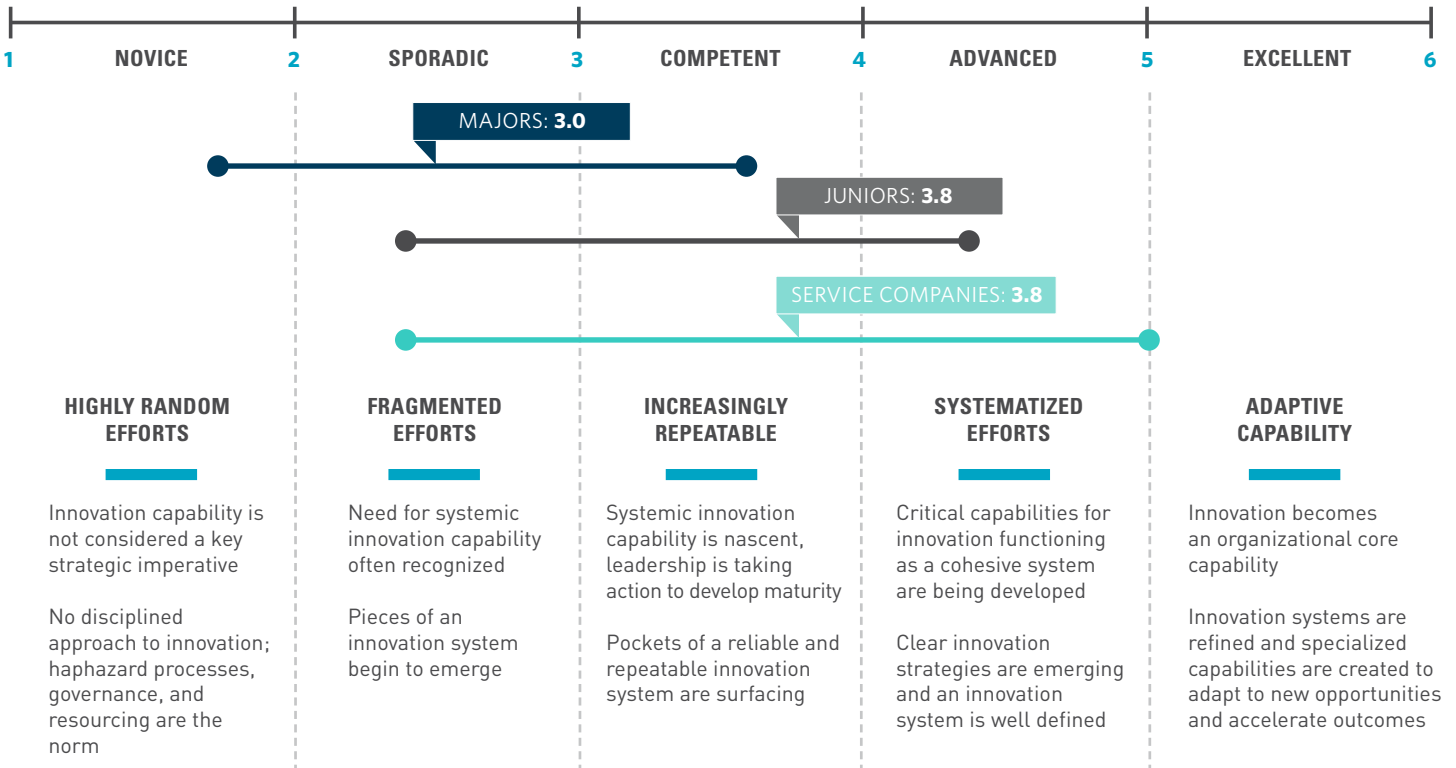 1 NOVICE 2 SPORADIC 3 COMPETENT 4 ADVANCED 5 EXCELLENT 6
MAJORS: 3.0
JUNIORS: 3.8
SERVICE COMPANIES: 3.8
HIGHLY RANDOM
EFFORTS
Innovation capability is
not considered a key
strategic imperative
No disciplined
approach to innovation;
haphazard processes,
governance, and
resourcing are the
norm
FRAGMENTED
EFFORTS
Need for systemic
innovation capability
often recognized
Pieces of an
innovation system
begin to emerge
INCREASINGLY
REPEATABLE
Systemic innovation
capability is nascent,
leadership is taking
action to develop maturity
Pockets of a reliable and
repeatable innovation
system are surfacing
SYSTEMATIZED
EFFORTS
Critical capabilities for
innovation functioning
as a cohesive system
are being developed
Clear innovation
strategies are emerging
and an innovation
system is well defined
ADAPTIVE
CAPABILITY
Innovation becomes
an organizational core
capability
Innovation systems are
refined and specialized
capabilities are created to
adapt to new opportunities
and accelerate outcomes